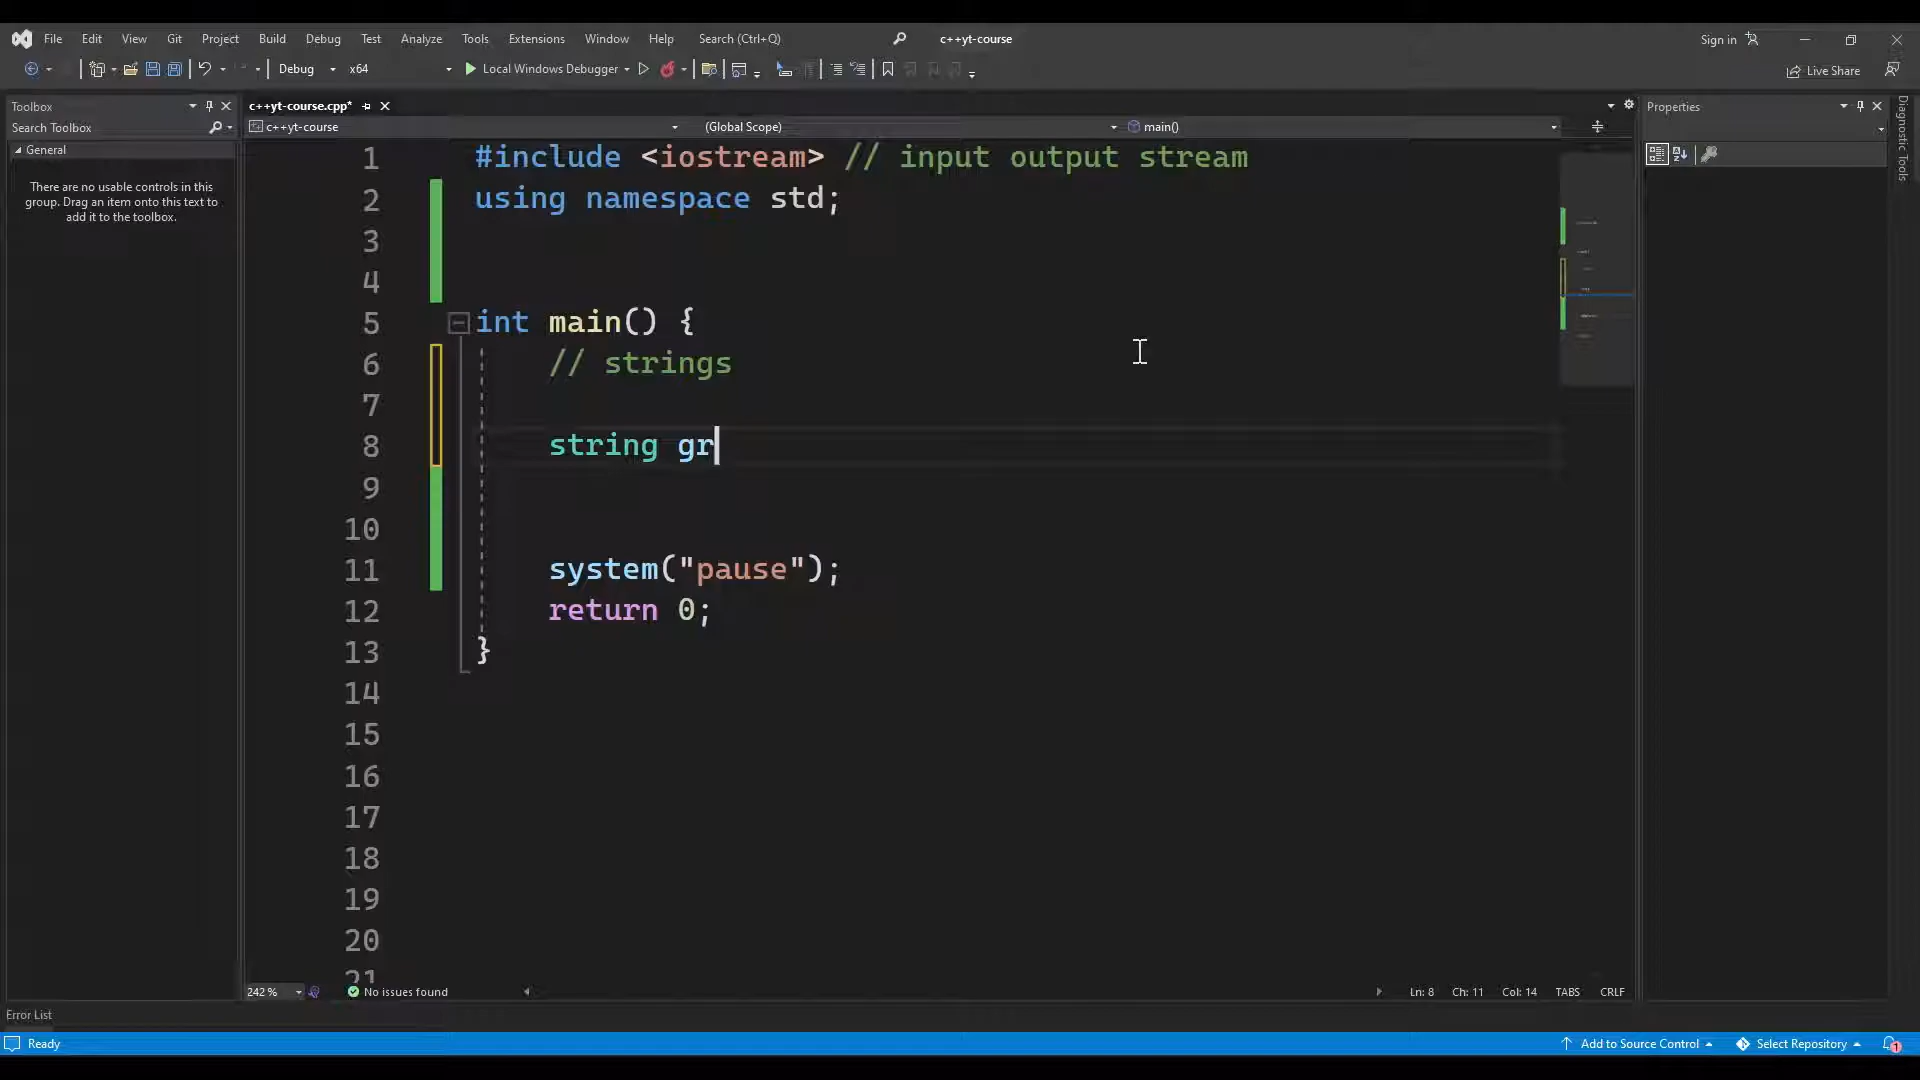 File Edit View Git Project Build Debug Test Analyze Tools Extensions Window Help Search (Ctrl+Q) c++yt-course Sign in
Debug x64 Local Windows Debugger Live Share
Toolbox
Search Toolbox
General
There are no usable controls in this
group. Drag an item onto this text to
add it to the toolbox.
c++yt-course.cpp*
c++yt-course (Global Scope) main()
1 #include <iostream> // input output stream
2 using namespace std;
3
4
5 int main() {
6 // strings
7
8 string gr
9
10
11 system("pause");
12 return 0;
13 }
14
15
16
17
18
19
20
21
242 % No issues found Ln: 8 Ch: 11 Col: 14 TABS CRLF
Properties
Diagnostic Tools
Error List
Ready Add to Source Control Select Repository 1